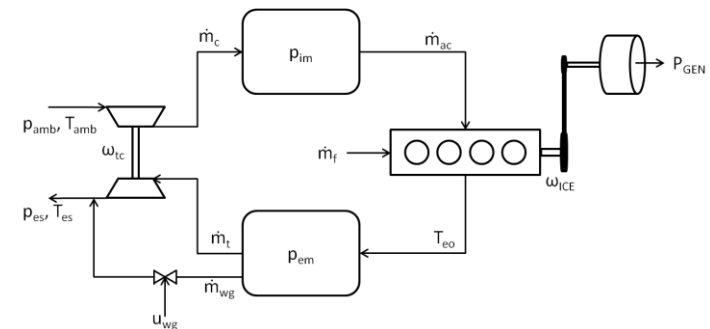 ṁc
pim
ṁac
PGEN
pamb, Tamb
ωtc
ṁf
ωICE
pes, Tes
ṁt
pem
Teo
ṁwg
uwg